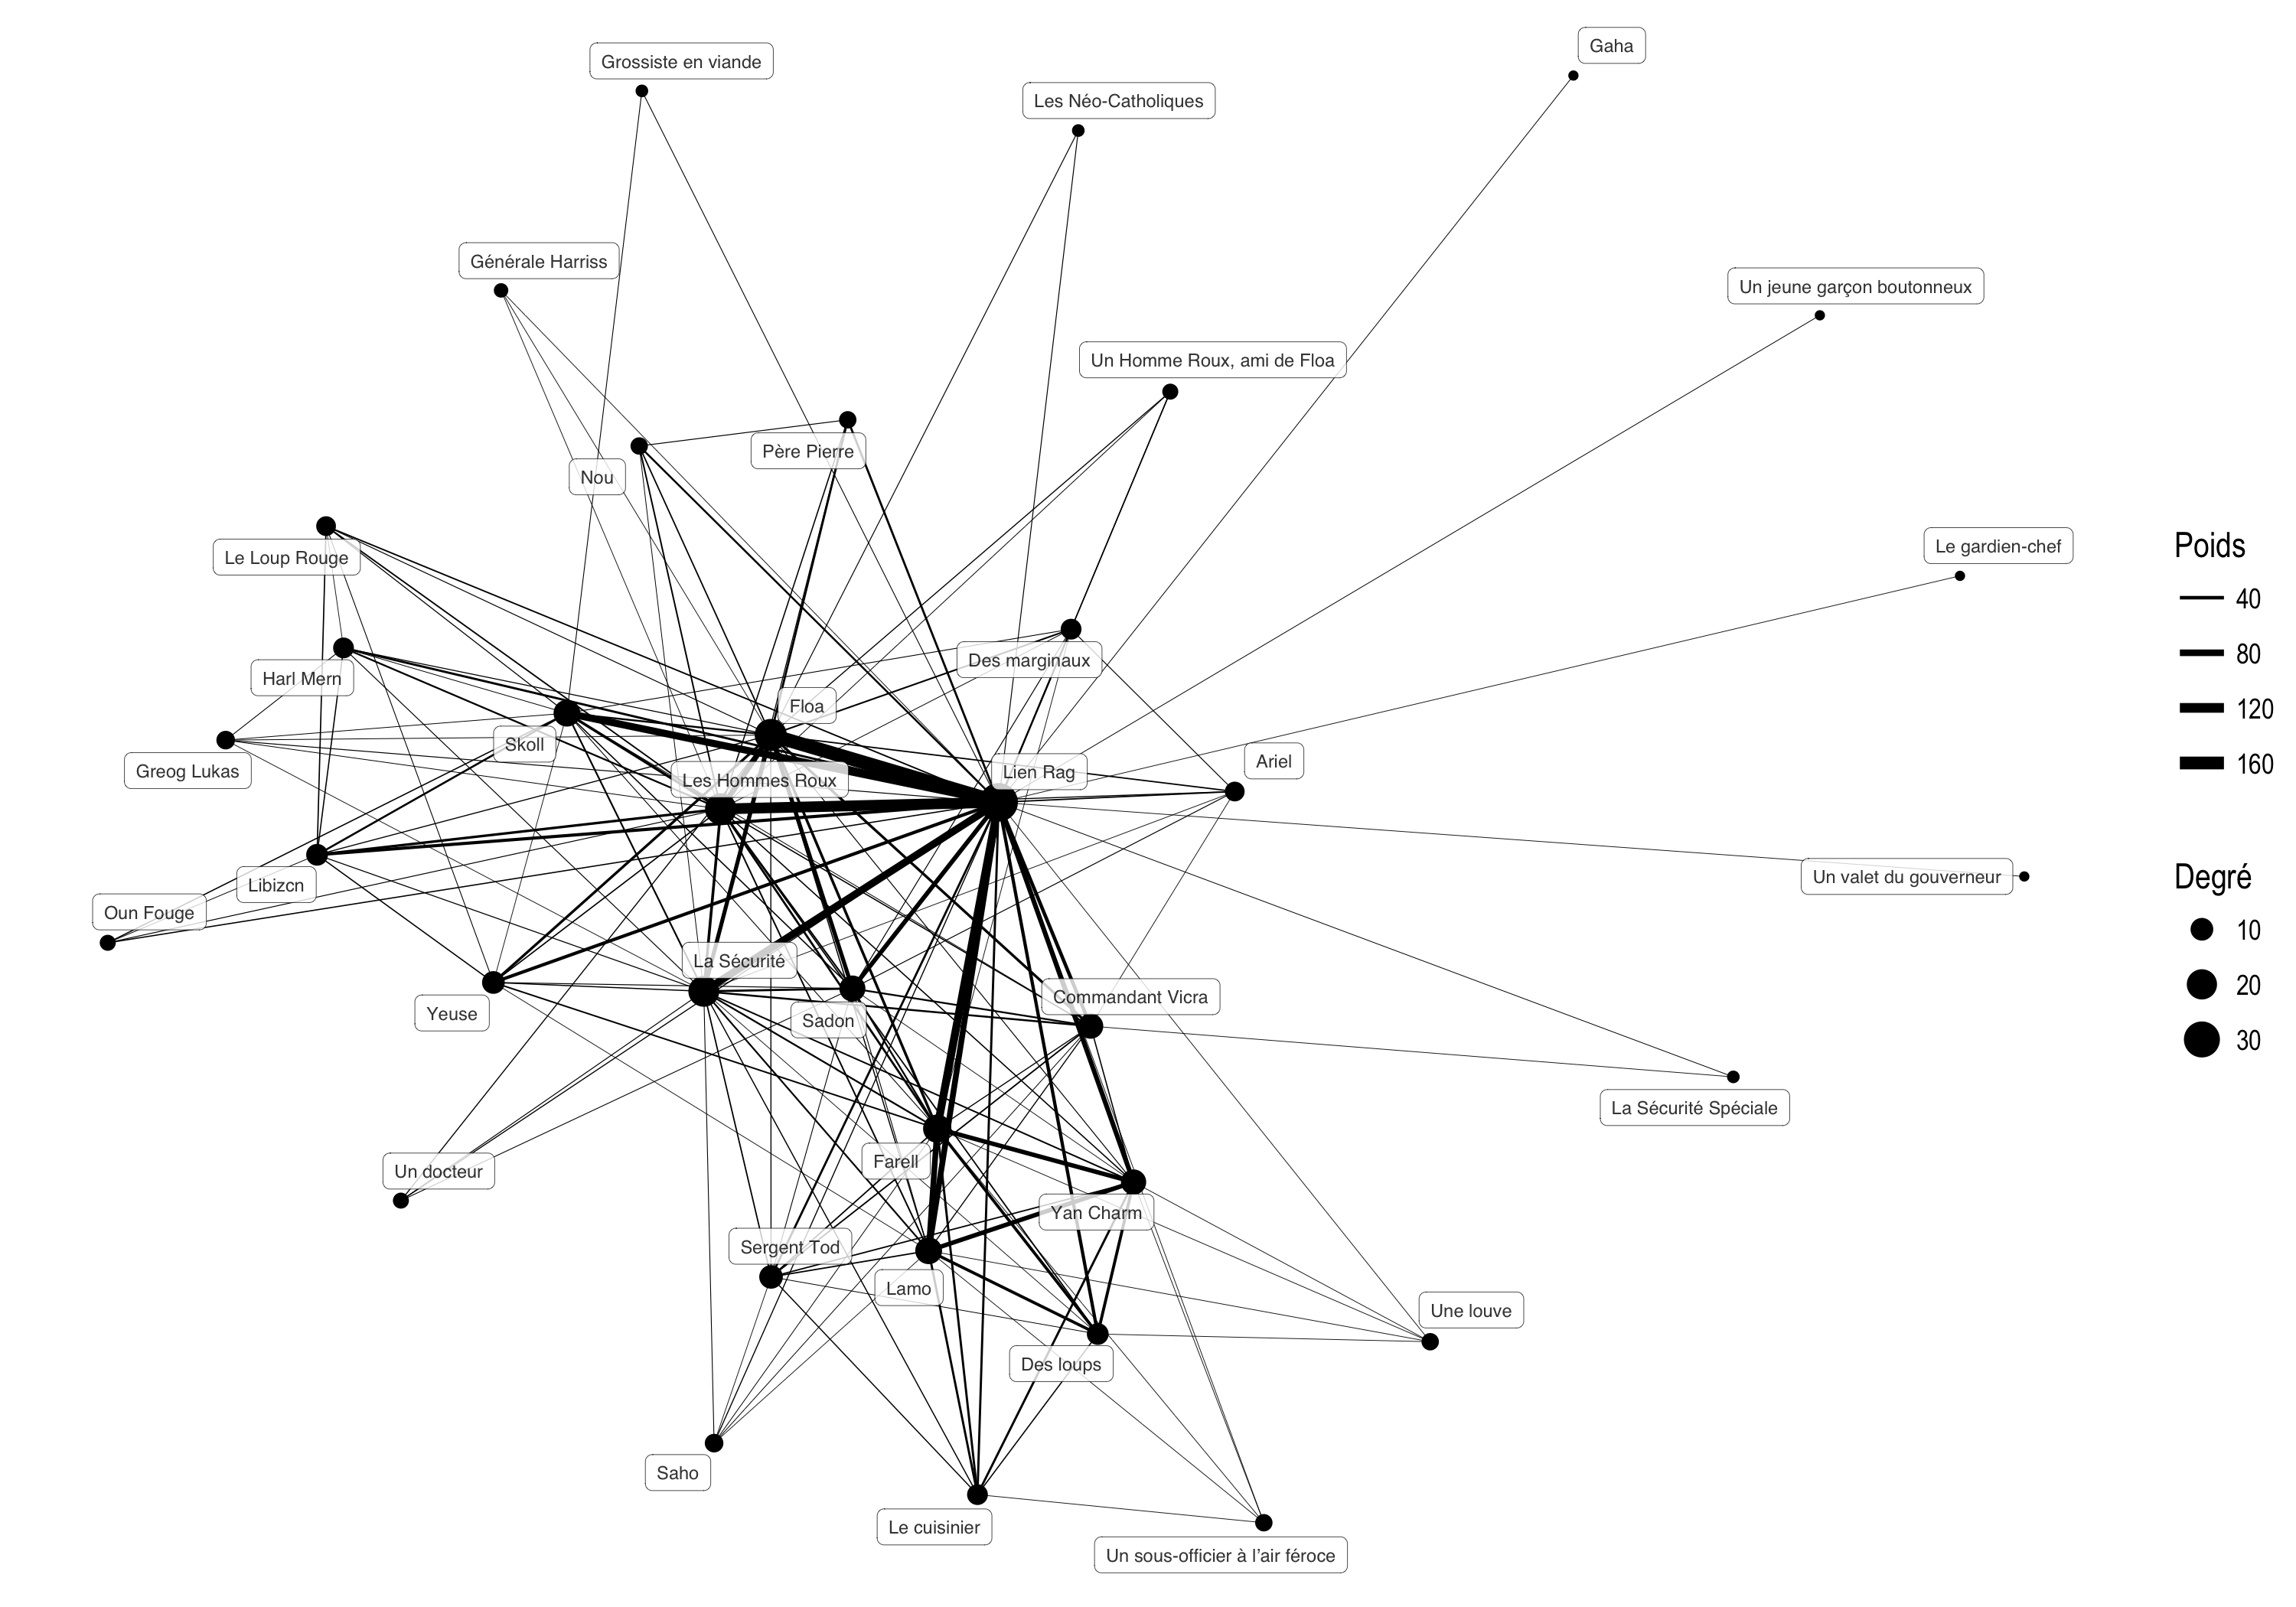 Gaha
Grossiste en viande
Les Néo-Catholiques
Générale Harriss
Un jeune garçon boutonneux
Un Homme Roux, ami de Floa
Père Pierre
Nou
Le Loup Rouge
Le gardien-chef
Des marginaux
Harl Mern
Floa
Skoll
Greog Lukas
Les Hommes Roux
Lien Rag
Ariel
Libizcn
Un valet du gouverneur
Oun Fouge
La Sécurité
Commandant Vicra
Yeuse
Sadon
La Sécurité Spéciale
Un docteur
Farell
Yan Charm
Sergent Tod
Lamo
Une louve
Des loups
Saho
Le cuisinier
Un sous-officier à l'air féroce
Poids
40
80
120
160
Degré
10
20
30